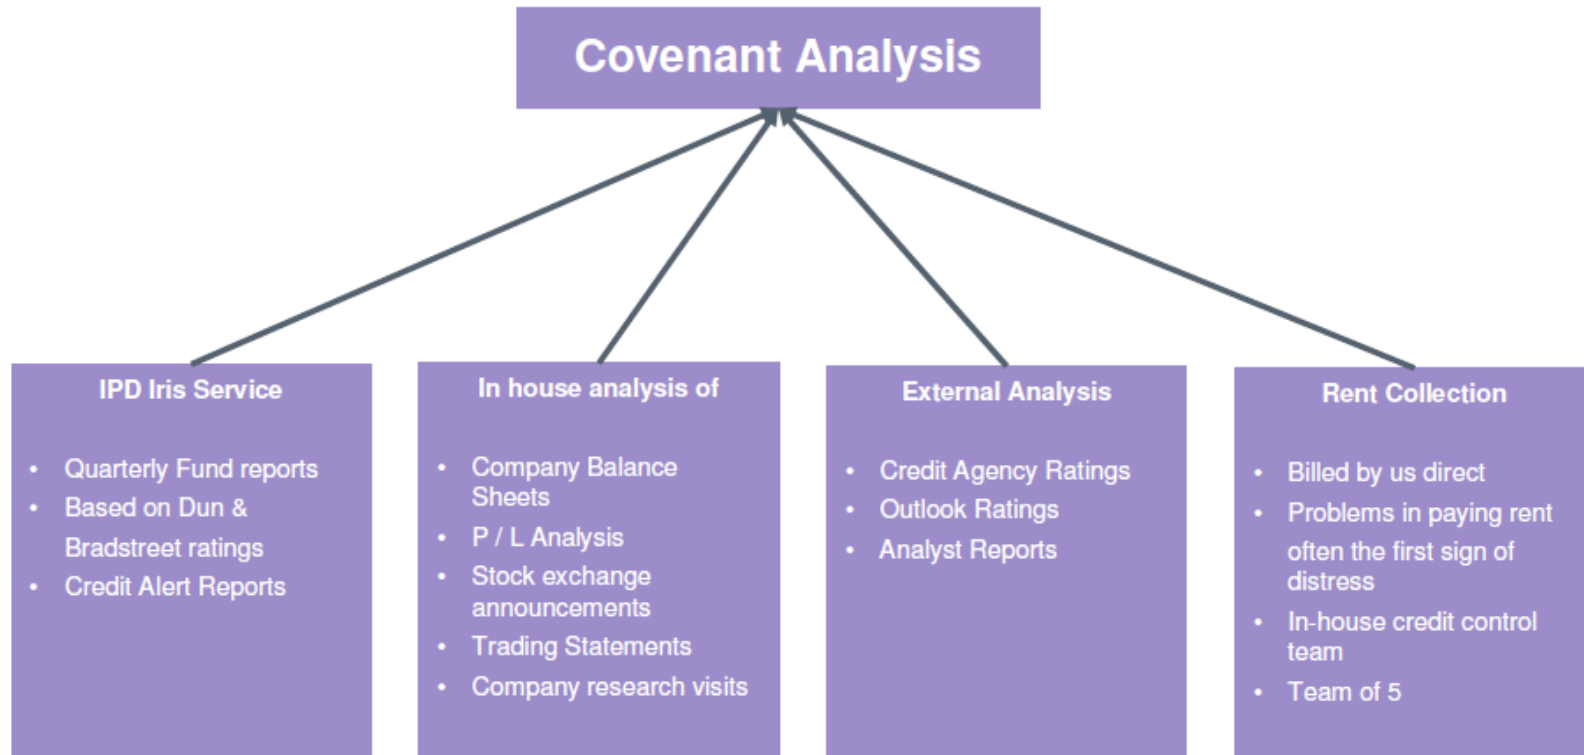 Covenant Analysis
IPD Iris Service
• Quarterly Fund reports
• Based on Dun &
Bradstreet ratings
• Credit Alert Reports
In house analysis of
• Company Balance
Sheets
• P / L Analysis
• Stock exchange
announcements
• Trading Statements
• Company research visits
External Analysis
• Credit Agency Ratings
• Outlook Ratings
• Analyst Reports
Rent Collection
• Billed by us direct
• Problems in paying rent
often the first sign of
distress
• In-house credit control
team
• Team of 5